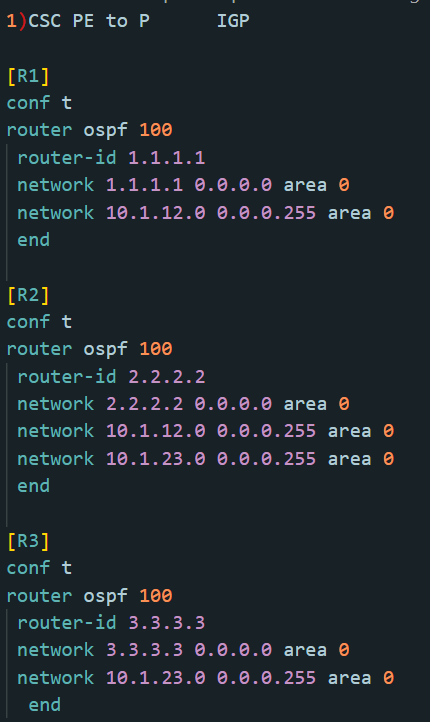 1)CSC PE to P      IGP
[R1]
conf t
router ospf 100
router-id 1.1.1.1
network 1.1.1.1 0.0.0.0 area 0
network 10.1.12.0 0.0.0.255 area 0
end
[R2]
conf t
router ospf 100
router-id 2.2.2.2
network 2.2.2.2 0.0.0.0 area 0
network 10.1.12.0 0.0.0.255 area 0
network 10.1.23.0 0.0.0.255 area 0
end
[R3]
conf t
router ospf 100
router-id 3.3.3.3
network 3.3.3.3 0.0.0.0 area 0
network 10.1.23.0 0.0.0.255 area 0
end